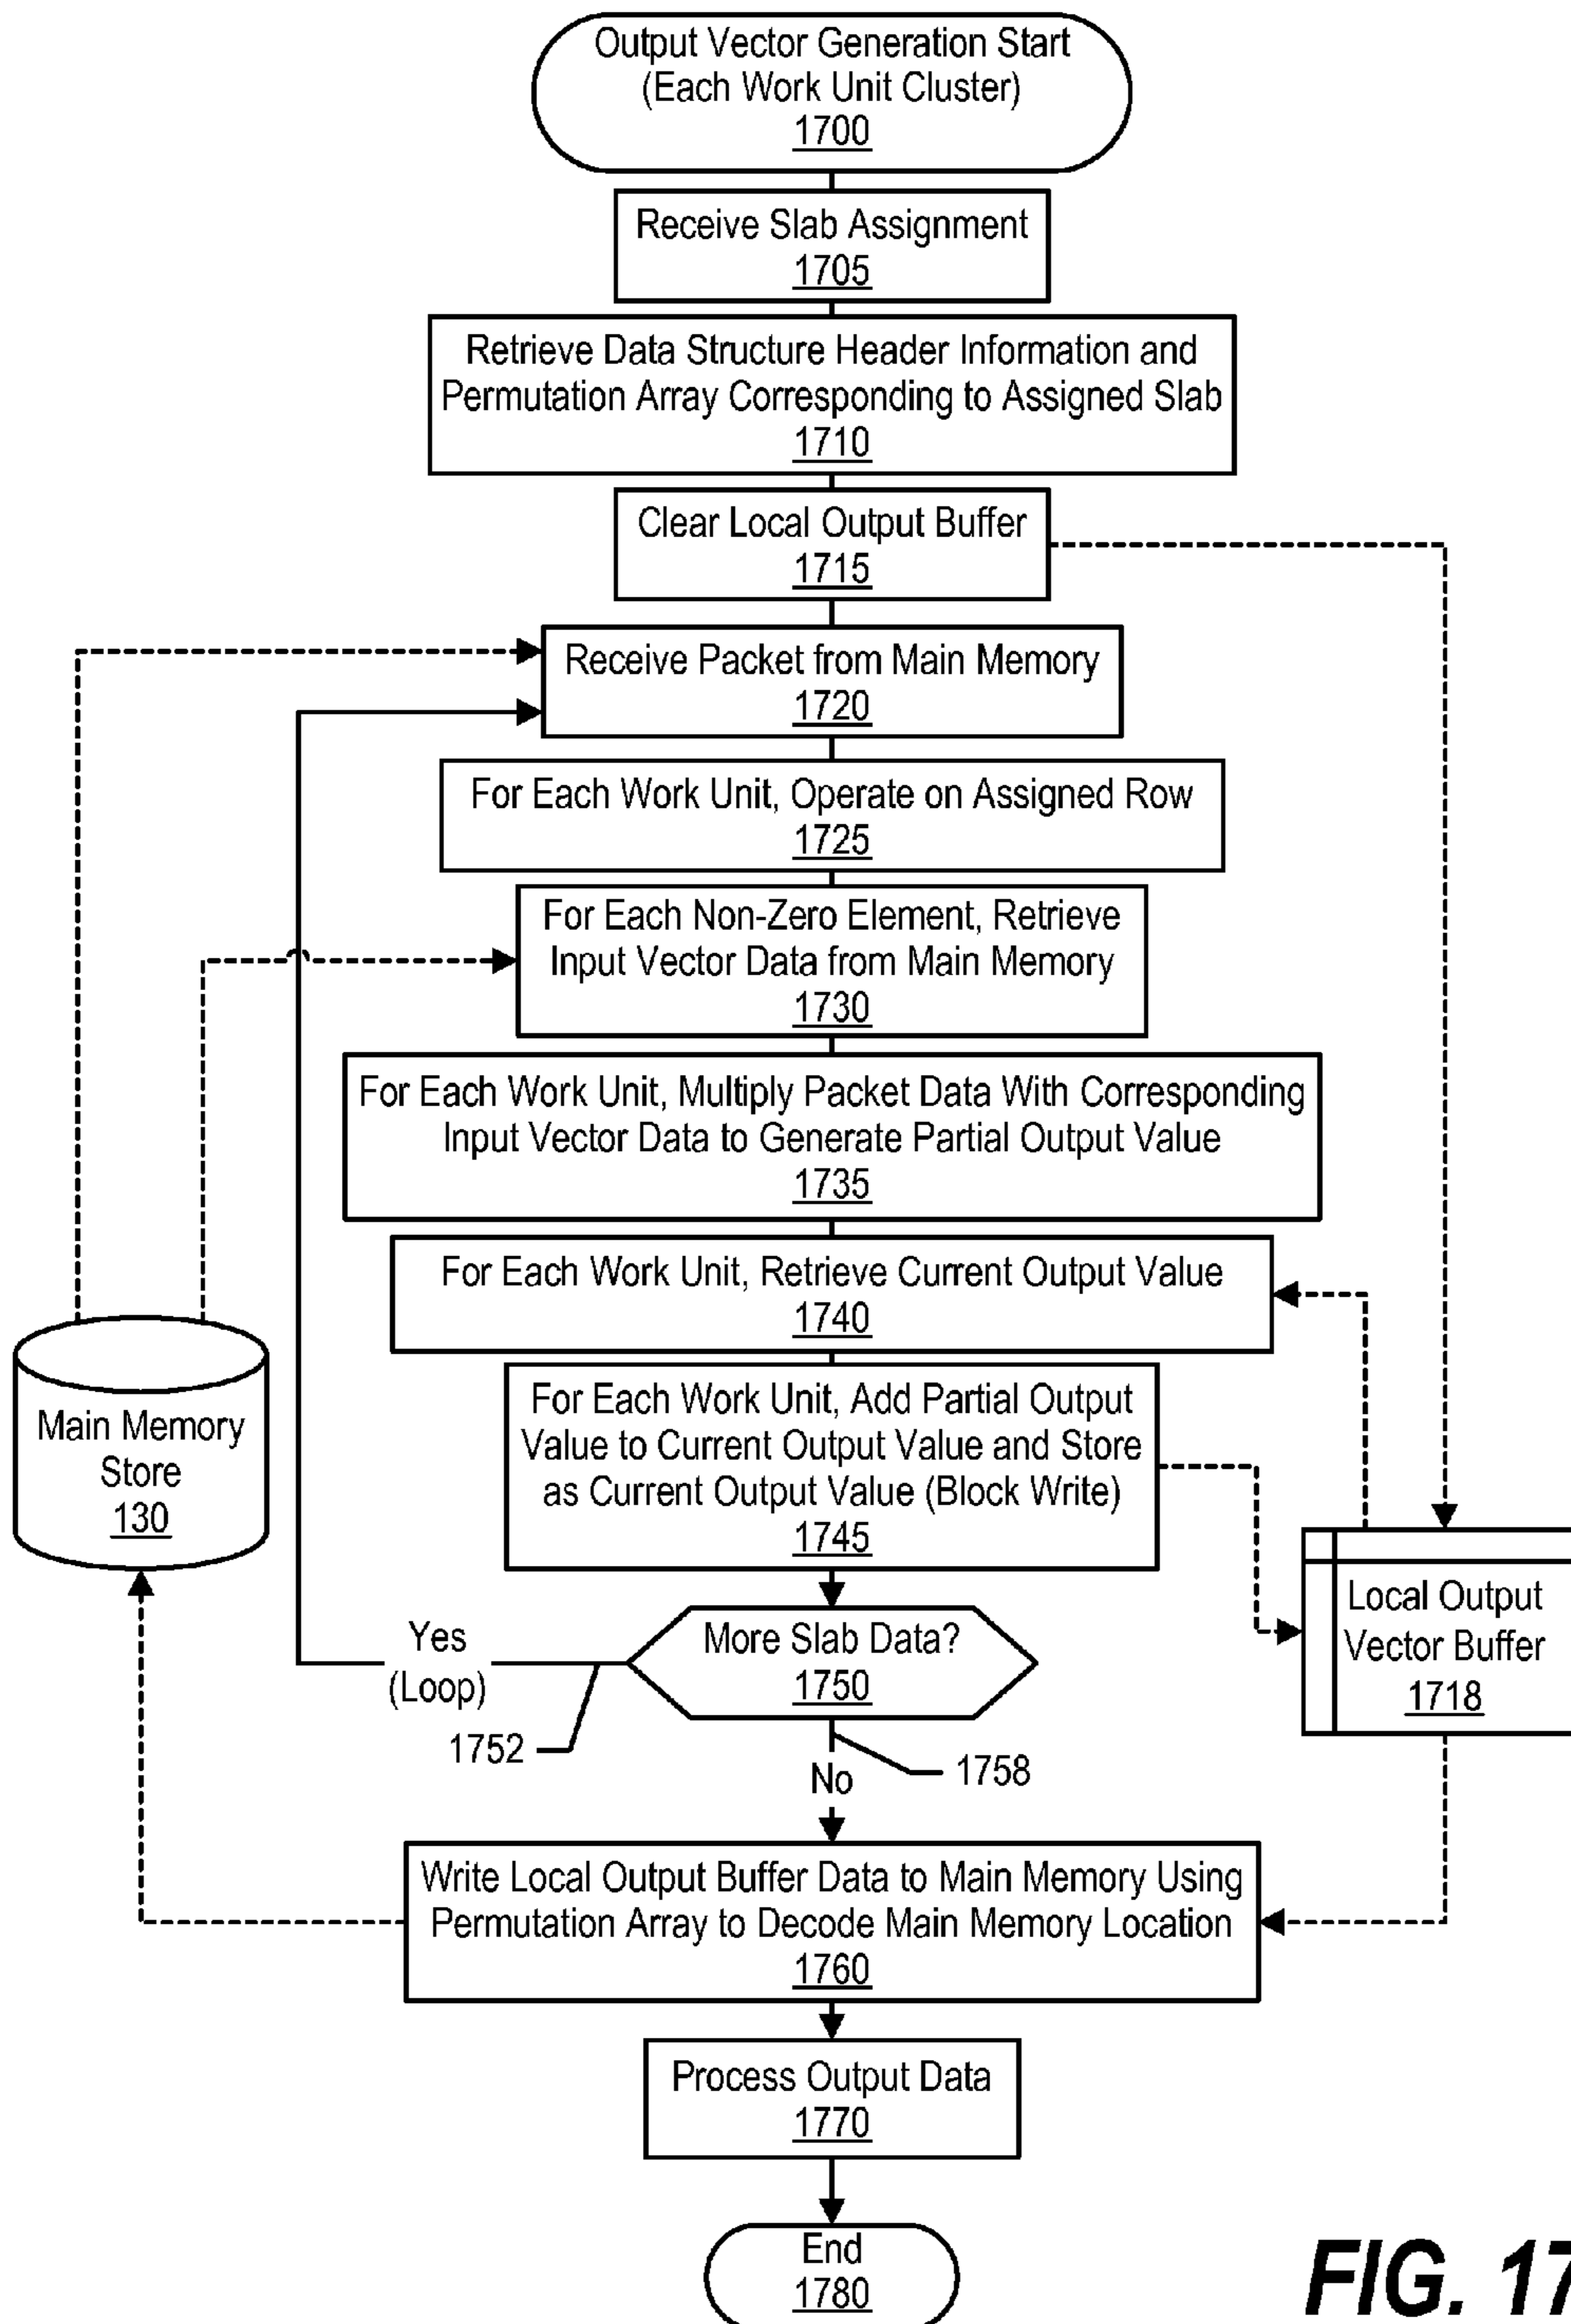 Output Vector Generation Start
(Each Work Unit Cluster)
1700
Receive Slab Assignment
1705
Retrieve Data Structure Header Information and
Permutation Array Corresponding to Assigned Slab
1710
Clear Local Output Buffer
1715
Receive Packet from Main Memory
1720
For Each Work Unit, Operate on Assigned Row
1725
For Each Non-Zero Element, Retrieve
Input Vector Data from Main Memory
1730
For Each Work Unit, Multiply Packet Data With Corresponding
Input Vector Data to Generate Partial Output Value
1735
For Each Work Unit, Retrieve Current Output Value
1740
For Each Work Unit, Add Partial Output
Value to Current Output Value and Store
as Current Output Value (Block Write)
1745
Main Memory
Store
130
Local Output
Vector Buffer
1718
More Slab Data?
1750
Yes
(Loop)
1752
1758
No
Write Local Output Buffer Data to Main Memory Using
Permutation Array to Decode Main Memory Location
1760
Process Output Data
1770
End
1780
FIG. 17